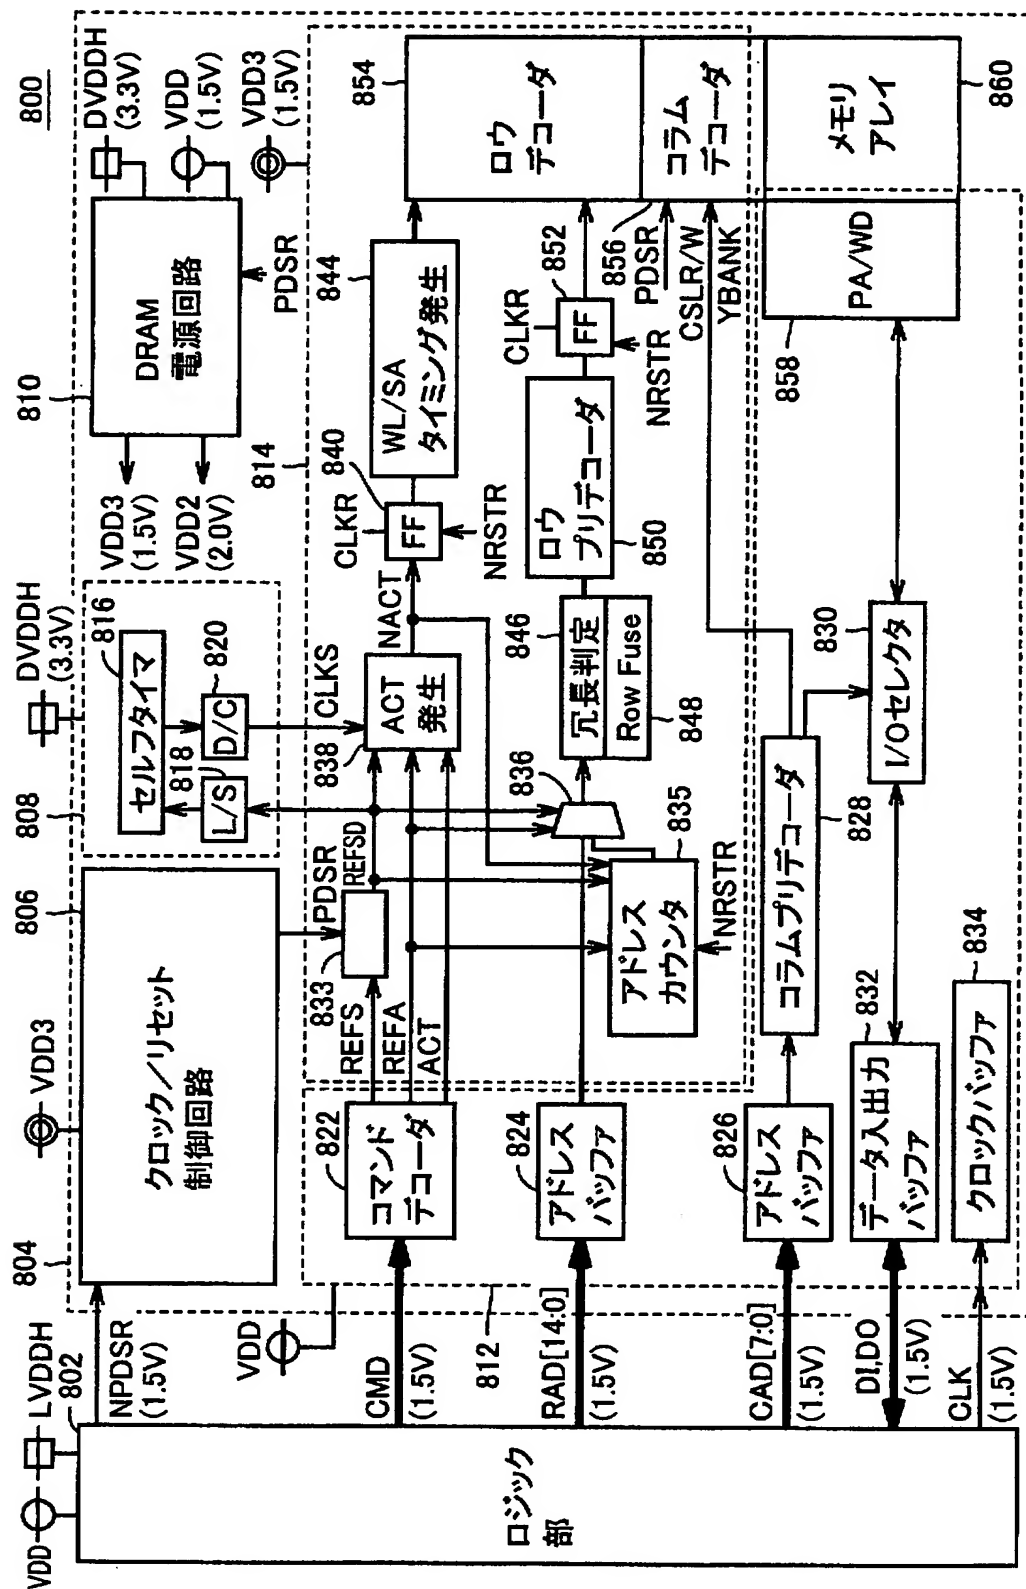 800
VDD
LVDDH
802
ロジック
部
NPDSR
(1.5V)
CMD
(1.5V)
RAD[14:0]
(1.5V)
CAD[7:0]
(1.5V)
DI,DO
(1.5V)
CLK
(1.5V)
804
VDD3
806
クロック/リセット
制御回路
808
DVDDH
(3.3V)
セルフタイマ
816
L/S
818
D/C
820
810
DRAM
電源回路
VDD3
(1.5V)
VDD2
(2.0V)
PDSR
DVDDH
(3.3V)
VDD
(1.5V)
VDD3
(1.5V)
VDD
812
814
822
コマンド
デコーダ
REFS
REFA
ACT
833
PDSR
REFSD
838
ACT
発生
CLKS
NACT
CLKR
840
FF
NRSTR
WL/SA
タイミング発生
844
824
アドレス
バッファ
アドレス
カウンタ
835
NRSTR
836
冗長判定
846
Row Fuse
848
ロウ
プリデコーダ
850
CLKR
FF
852
NRSTR
ロウ
デコーダ
854
856
コラム
デコーダ
PDSR
CSLR/W
YBANK
826
アドレス
バッファ
コラムプリデコーダ
828
データ入出力
バッファ
832
I/Oセレクタ
830
PA/WD
858
メモリ
アレイ
860
クロックバッファ
834